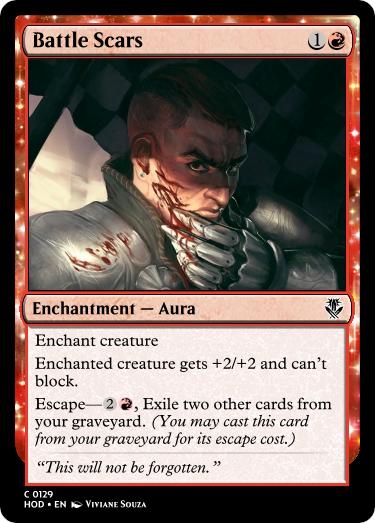 Battle Scars 1
Enchantment — Aura
Enchant creature
Enchanted creature gets +2/+2 and can't
block.
Escape—2, Exile two other cards from
your graveyard. (You may cast this card
from your graveyard for its escape cost.)
"This will not be forgotten."
C 0129
HOD • EN Viviane Souza